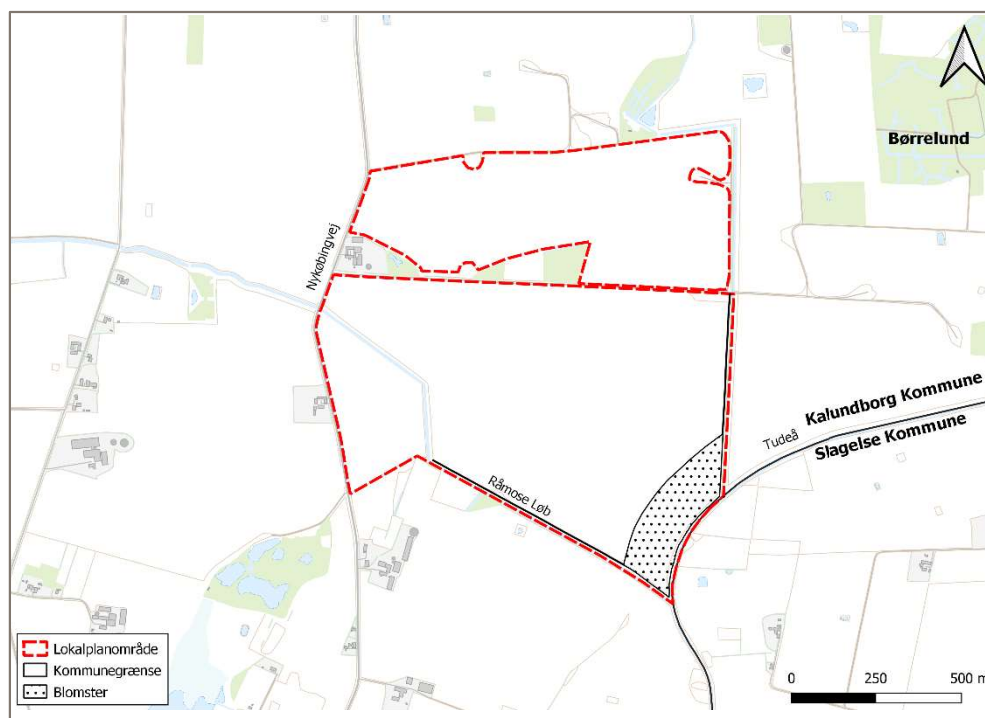 Børrelund
Nykøbingvej
Kalundborg Kommune
Tudeå
Slagelse Kommune
Råmose Løb
Lokalplanområde
Kommunegrænse
Blomster
0 250 500 m